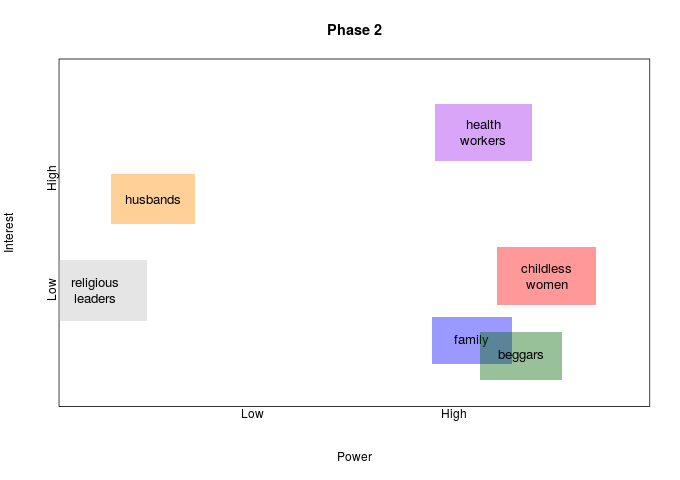 Phase 2
health
workers
High
husbands
Interest
childless
women
religious
leaders
Low
family
beggars
Low
High
Power